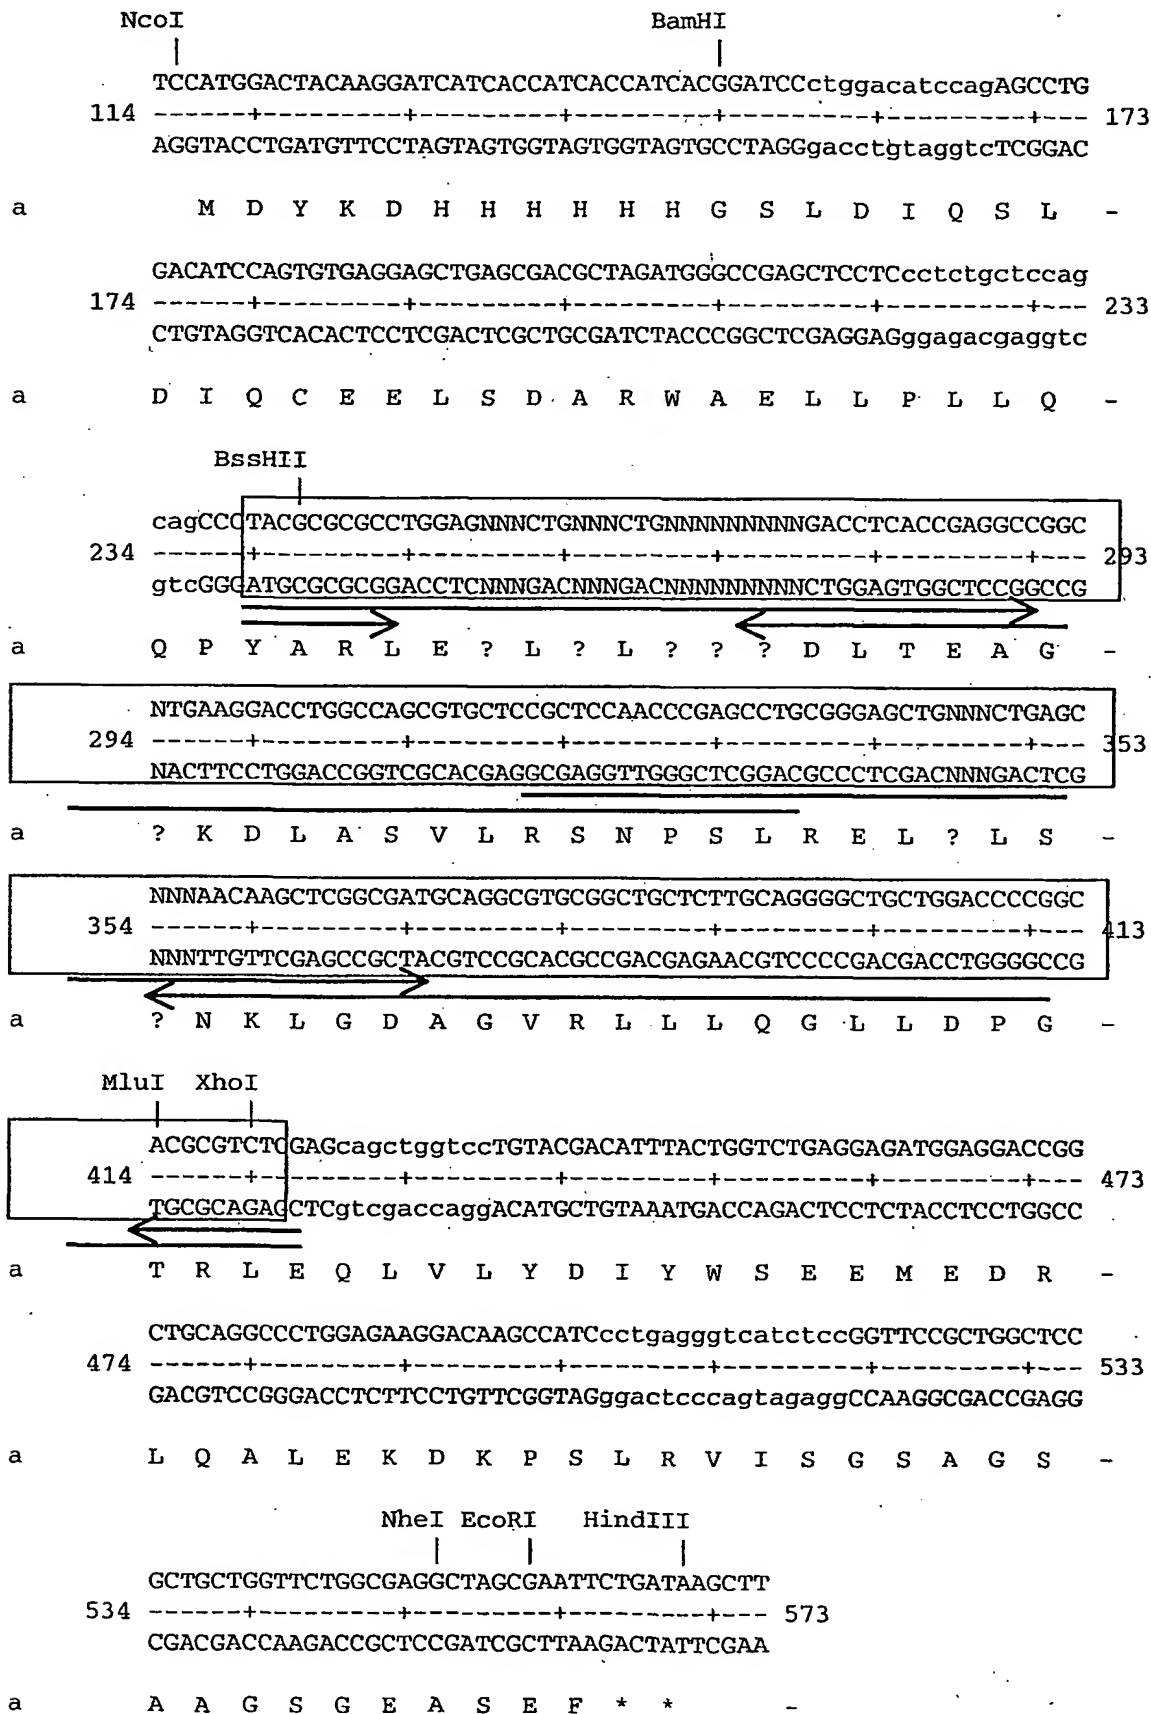 NcoI BamHI
TCCATGGACTACAAGGATCATCACCATCACCATCACGGATCCctggacatccagAGCCTG
114 ------+---------+---------+---------+---------+---------+--- 173
AGGTACCTGATGTTCCTAGTAGTGGTAGTGGTAGTGCCTAGGgacctgtaggtcTCGGAC
a M D Y K D H H H H H H G S L D I Q S L -
GACATCCAGTGTGAGGAGCTGAGCGACGCTAGATGGGCCGAGCTCCTCcctctgctccag
174 ------+---------+---------+---------+---------+---------+--- 233
CTGTAGGTCACACTCCTCGACTCGCTGCGATCTACCCGGCTCGAGGAGggagacgaggtc
a D I Q C E E L S D A R W A E L L P L L Q -
BssHII
cagCCCTACGCGCGCCTGGAGNNNCTGNNNCTGNNNNNNNNNGACCTCACCGAGGCCGGC
234 ------+---------+---------+---------+---------+---------+--- 293
gtcGGGATGCGCGCGGACCTCNNNGACNNNGACNNNNNNNNNCTGGAGTGGCTCCGGCCG
a Q P Y A R L E ? L ? L ? ? ? D L T E A G -
NTGAAGGACCTGGCCAGCGTGCTCCGCTCCAACCCGAGCCTGCGGGAGCTGNNNCTGAGC
294 ------+---------+---------+---------+---------+---------+--- 353
NACTTCCTGGACCGGTCGCACGAGGCGAGGTTGGGCTCGGACGCCCTCGACNNNGACTCG
a ? K D L A S V L R S N P S L R E L ? L S -
NNNAACAAGCTCGGCGATGCAGGCGTGCGGCTGCTCTTGCAGGGGCTGCTGGACCCCGGC
354 ------+---------+---------+---------+---------+---------+--- 413
NNNTTGTTCGAGCCGCTACGTCCGCACGCCGACGAGAACGTCCCCGACGACCTGGGGCCG
a ? N K L G D A G V R L L L Q G L L D P G -
MluI XhoI
ACGCGTCTCGAGcagctggtccTGTACGACATTTACTGGTCTGAGGAGATGGAGGACCGG
414 ------+---------+---------+---------+---------+---------+--- 473
TGCGCAGAGCTCgtcgaccaggACATGCTGTAAATGACCAGACTCCTCTACCTCCTGGCC
a T R L E Q L V L Y D I Y W S E E M E D R -
CTGCAGGCCCTGGAGAAGGACAAGCCATCcctgagggtcatctccGGTTCCGCTGGCTCC
474 ------+---------+---------+---------+---------+---------+--- 533
GACGTCCGGGACCTCTTCCTGTTCGGTAGggactcccagtagaggCCAAGGCGACCGAGG
a L Q A L E K D K P S L R V I S G S A G S -
NheI EcoRI HindIII
GCTGCTGGTTCTGGCGAGGCTAGCGAATTCTGATAAGCTT
534 ------+---------+---------+---------+--- 573
CGACGACCAAGACCGCTCCGATCGCTTAAGACTATTCGAA
a A A G S G E A S E F * * -